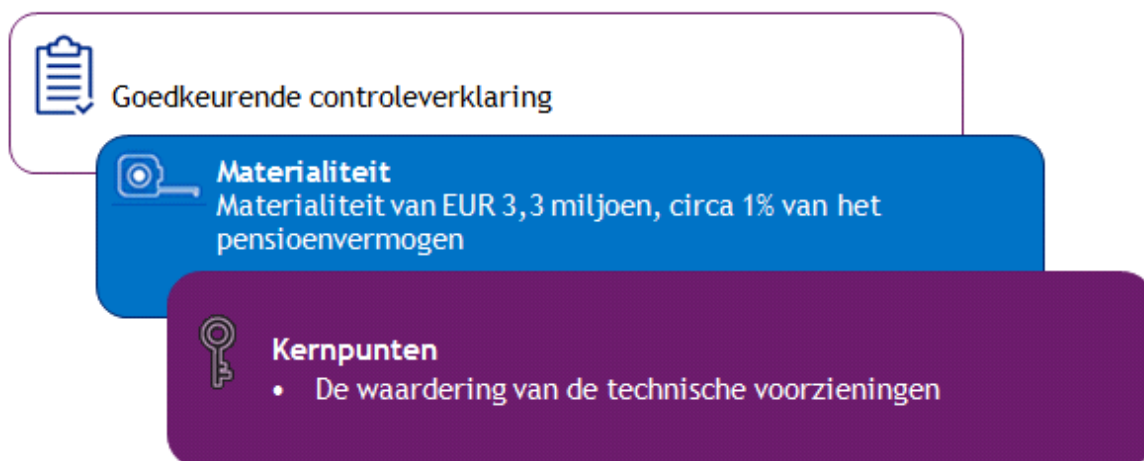 Goedkeurende controleverklaring
Materialiteit
Materialiteit van EUR 3,3 miljoen, circa 1% van het
pensioenvermogen
Kernpunten
• De waardering van de technische voorzieningen